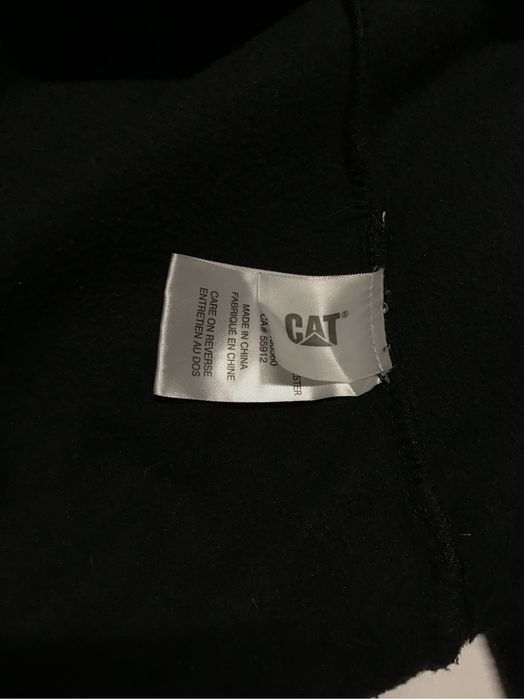 CAT®
CA# 55912
MADE IN CHINA
FABRIQUÉ EN CHINE
CARE ON REVERSE
ENTRETIEN AU DOS